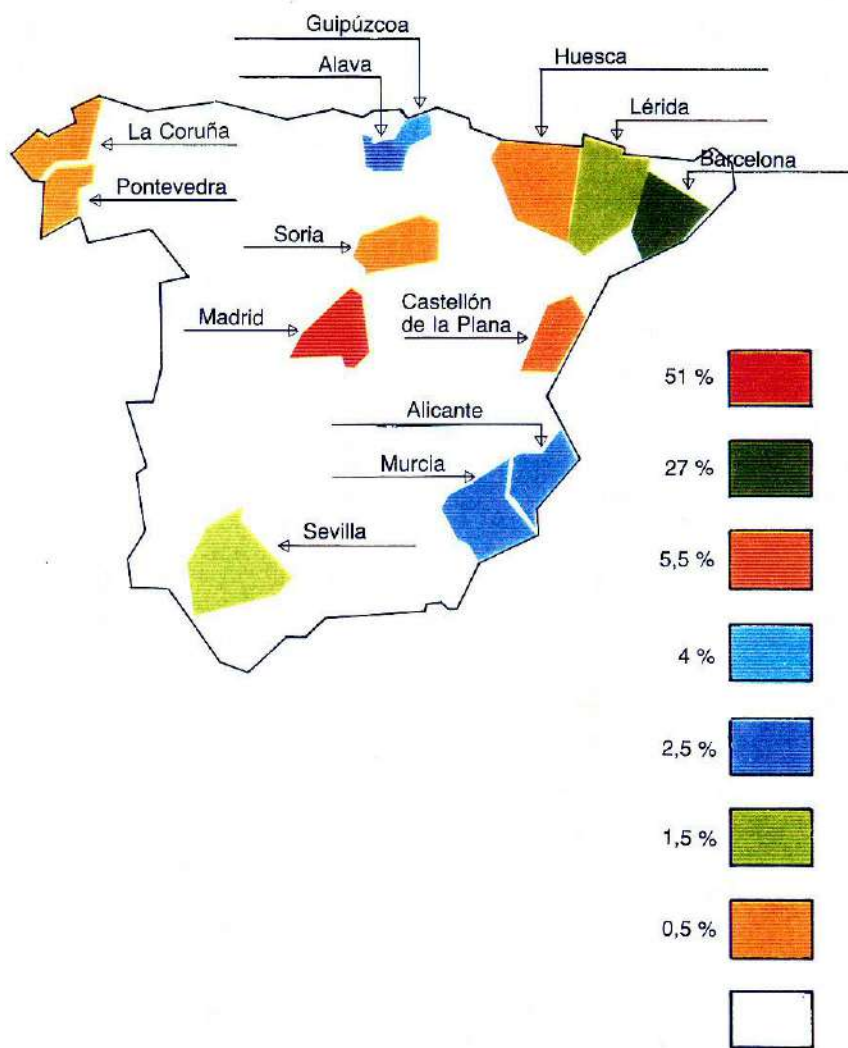 Guipúzcoa
Alava
Huesca
Lérida
La Coruña
Barcelona
Pontevedra
Soria
Madrid
Castellón
de la Plana
Alicante
Murcia
Sevilla
51 %
27 %
5,5 %
4 %
2,5 %
1,5 %
0,5 %